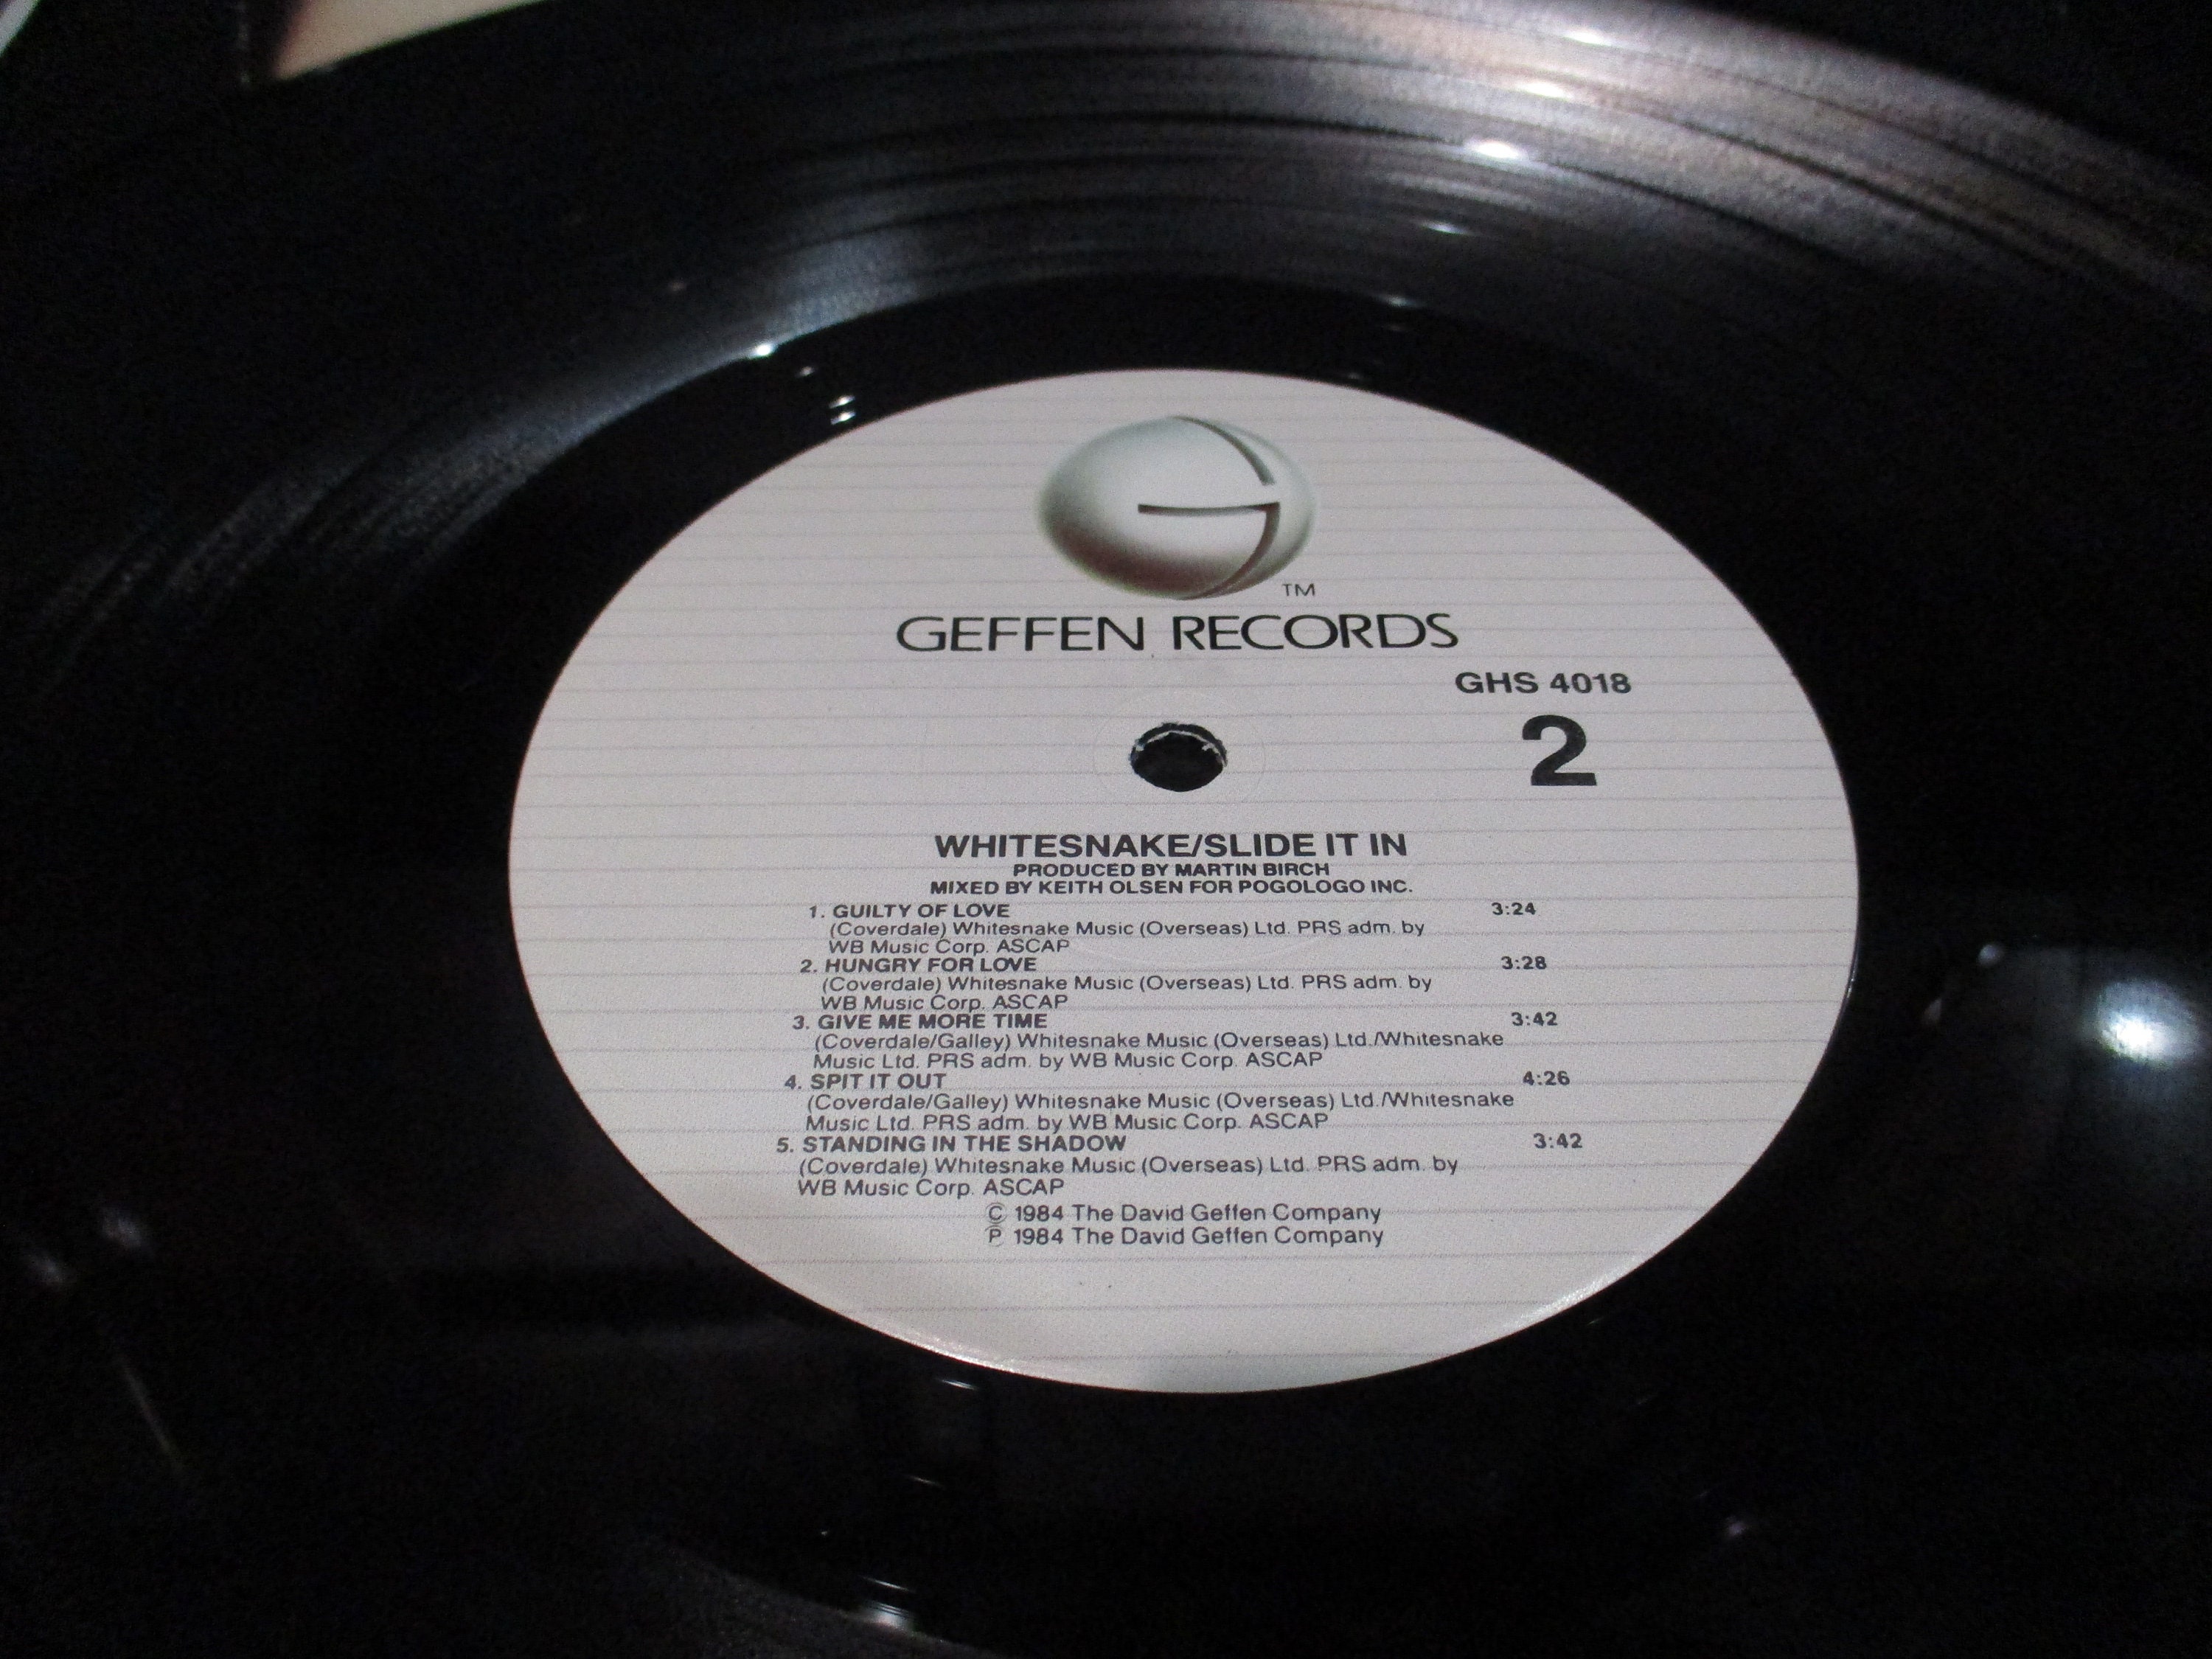 TM
GEFFEN RECORDS
GHS 4018
2
WHITESNAKE/SLIDE IT IN
PRODUCED BY MARTIN BIRCH
MIXED BY KEITH OLSEN FOR POGOLOGO INC.
1. GUILTY OF LOVE 3:24
(Coverdale) Whitesnake Music (Overseas) Ltd. PRS adm. by
WB Music Corp. ASCAP
2. HUNGRY FOR LOVE 3:28
(Coverdale) Whitesnake Music (Overseas) Ltd. PRS adm. by
WB Music Corp. ASCAP
3. GIVE ME MORE TIME 3:42
(Coverdale/Galley) Whitesnake Music (Overseas) Ltd./Whitesnake
Music Ltd. PRS adm. by WB Music Corp. ASCAP
4. SPIT IT OUT 4:26
(Coverdale/Galley) Whitesnake Music (Overseas) Ltd./Whitesnake
Music Ltd. PRS adm. by WB Music Corp. ASCAP
5. STANDING IN THE SHADOW 3:42
(Coverdale) Whitesnake Music (Overseas) Ltd. PRS adm. by
WB Music Corp. ASCAP
© 1984 The David Geffen Company
℗ 1984 The David Geffen Company